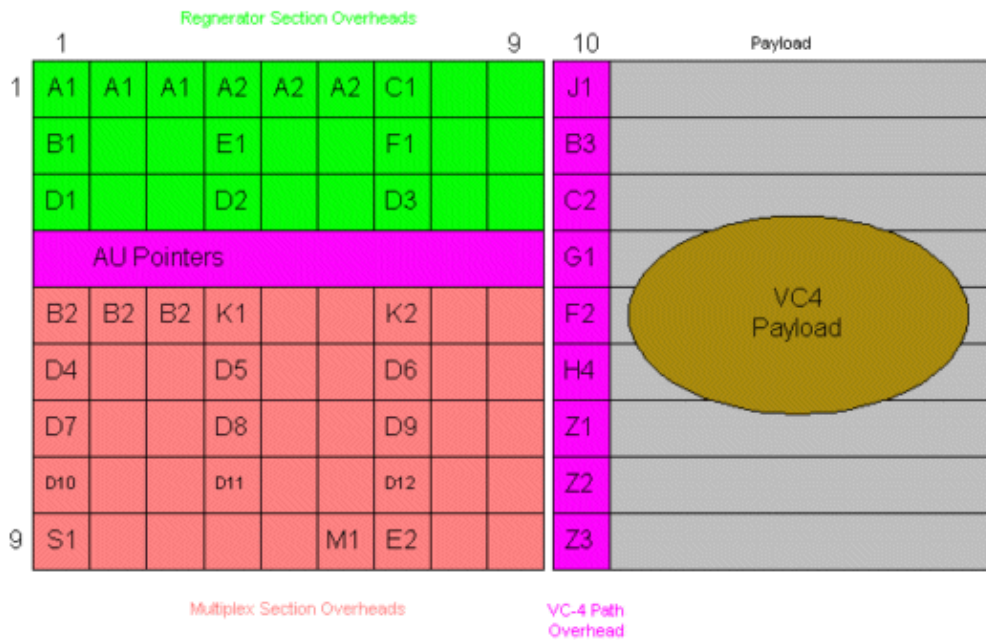 Regnerator Section Overheads
1 9 10 Payload
1 A1 A1 A1 A2 A2 A2 C1 J1
B1 E1 F1 B3
D1 D2 D3 C2
AU Pointers G1
B2 B2 B2 K1 K2 F2
VC4
Payload
D4 D5 D6 H4
D7 D8 D9 Z1
D10 D11 D12 Z2
9 S1 M1 E2 Z3
Multiplex Section Overheads
VC-4 Path
Overhead